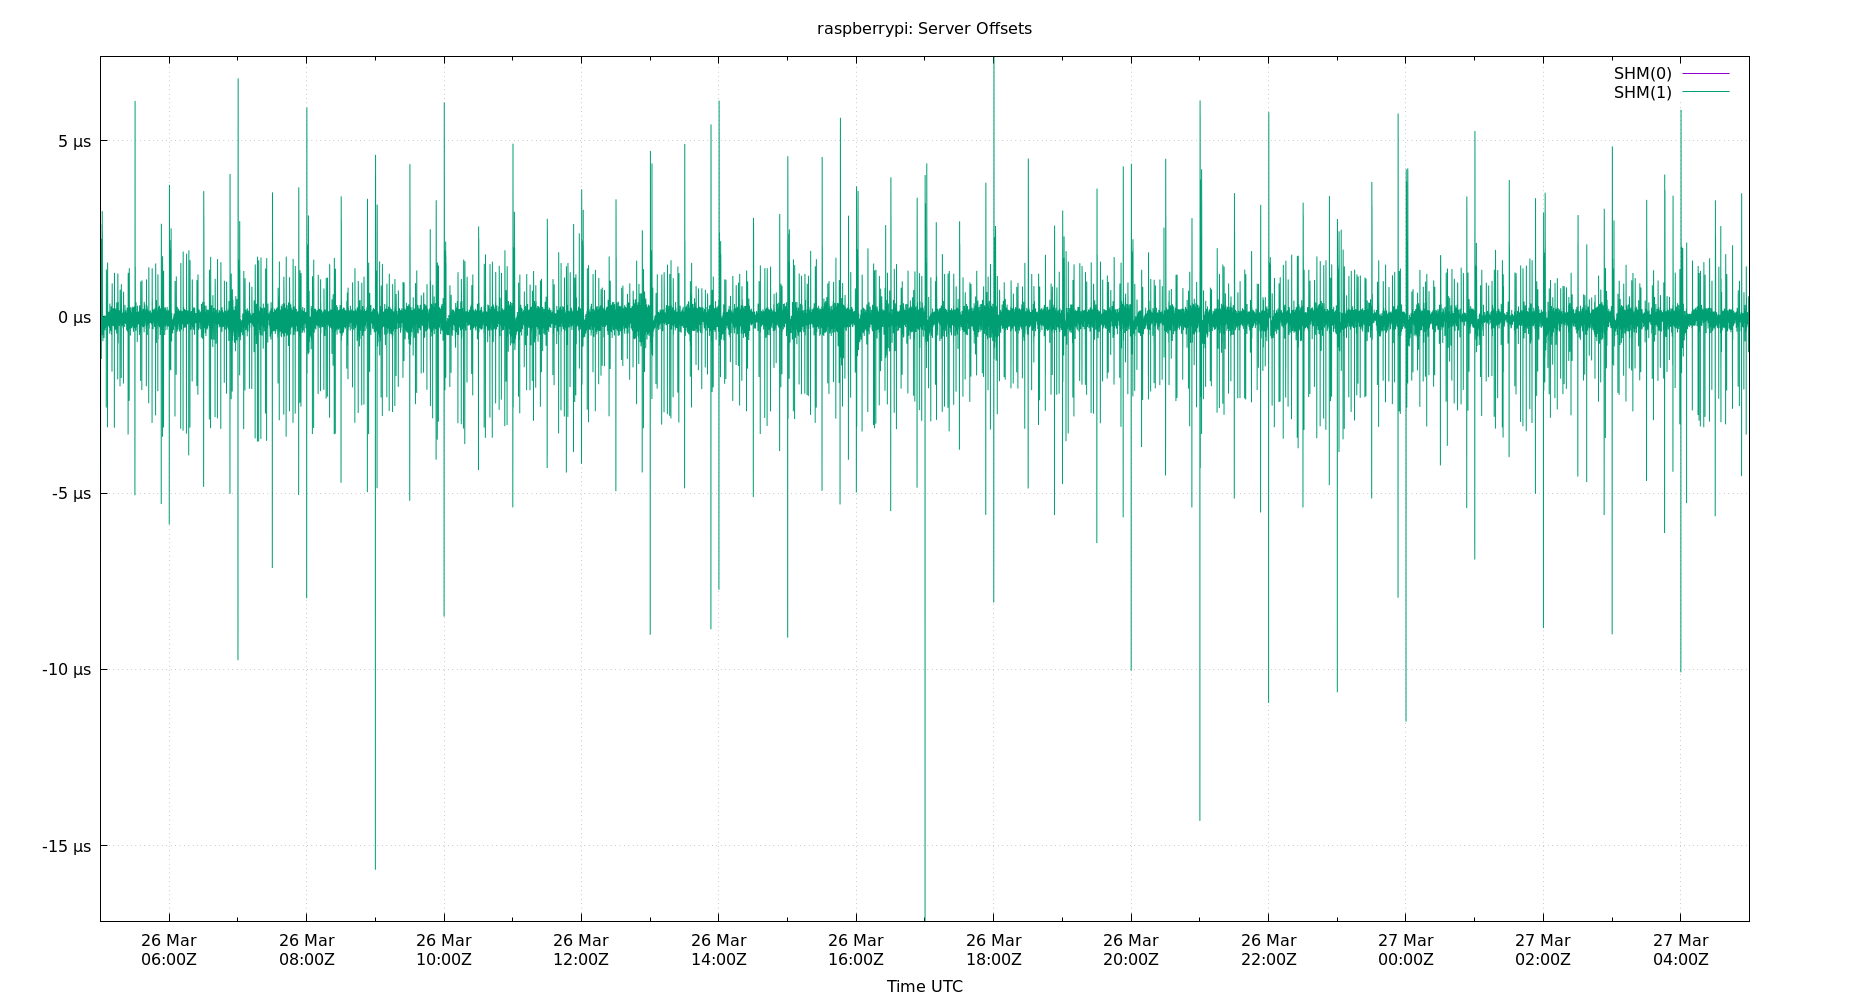 raspberrypi: Server Offsets
SHM(0)
SHM(1)
5 µs
0 µs
-5 µs
-10 µs
-15 µs
26 Mar 26 Mar 26 Mar 26 Mar 26 Mar 26 Mar 26 Mar 26 Mar 26 Mar 27 Mar 27 Mar 27 Mar
06:00Z 08:00Z 10:00Z 12:00Z 14:00Z 16:00Z 18:00Z 20:00Z 22:00Z 00:00Z 02:00Z 04:00Z
Time UTC